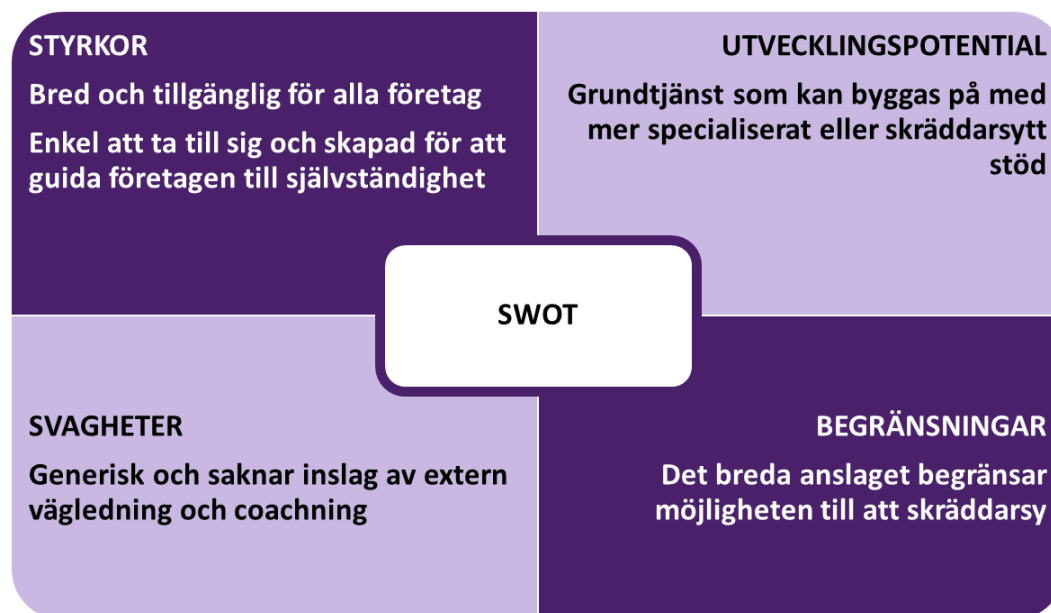 STYRKOR
Bred och tillgänglig för alla företag
Enkel att ta till sig och skapad för att
guida företagen till självständighet
UTVECKLINGSPOTENTIAL
Grundtjänst som kan byggas på med
mer specialiserat eller skräddarsytt
stöd
SWOT
SVAGHETER
Generisk och saknar inslag av extern
vägledning och coachning
BEGRÄNSNINGAR
Det breda anslaget begränsar
möjligheten till att skräddarsy